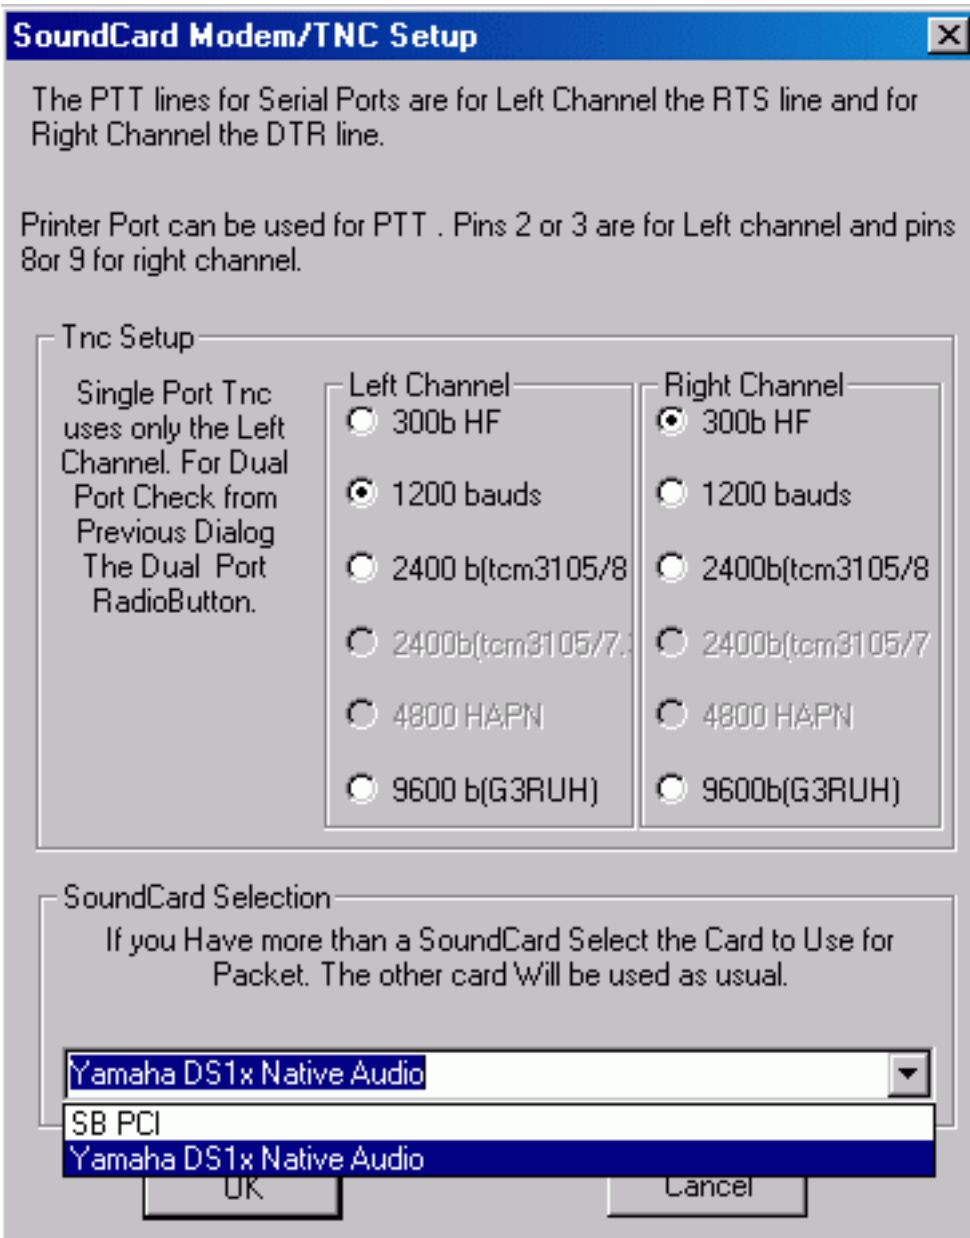 SoundCard Modem/TNC Setup
The PTT lines for Serial Ports are for Left Channel the RTS line and for
Right Channel the DTR line.
Printer Port can be used for PTT . Pins 2 or 3 are for Left channel and pins
8or 9 for right channel.
Tnc Setup
Single Port Tnc
uses only the Left
Channel. For Dual
Port Check from
Previous Dialog
The Dual Port
RadioButton.
Left Channel
300b HF
1200 bauds
2400 b(tcm3105/8
2400b(tcm3105/7.
4800 HAPN
9600 b(G3RUH)
Right Channel
300b HF
1200 bauds
2400b(tcm3105/8
2400b(tcm3105/7
4800 HAPN
9600b(G3RUH)
SoundCard Selection
If you Have more than a SoundCard Select the Card to Use for
Packet. The other card Will be used as usual.
Yamaha DS1x Native Audio
SB PCI
Yamaha DS1x Native Audio
OK
Cancel